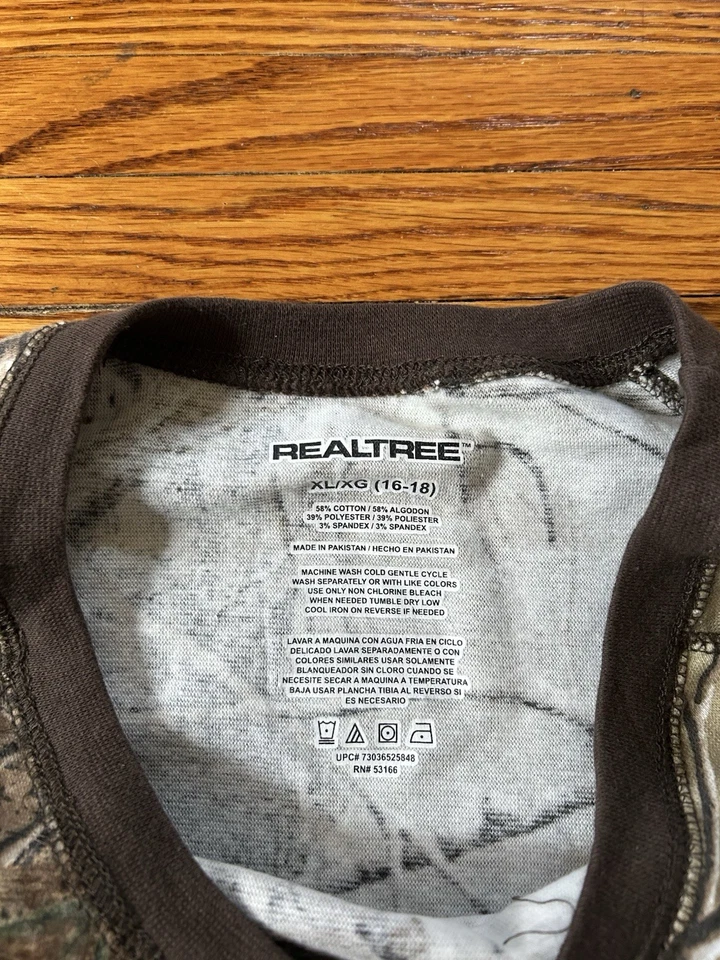 REALTREE™
XL/XG (16-18)
58% COTTON / 58% ALGODON
39% POLYESTER / 39% POLIESTER
3% SPANDEX / 3% SPANDEX
MADE IN PAKISTAN / HECHO EN PAKISTAN
MACHINE WASH COLD GENTLE CYCLE
WASH SEPARATELY OR WITH LIKE COLORS
USE ONLY NON CHLORINE BLEACH
WHEN NEEDED TUMBLE DRY LOW
COOL IRON ON REVERSE IF NEEDED
LAVAR A MAQUINA CON AGUA FRIA EN CICLO
DELICADO LAVAR SEPARADAMENTE O CON
COLORES SIMILARES USAR SOLAMENTE
BLANQUEADOR SIN CLORO CUANDO SE
NECESITE SECAR A MAQUINA A TEMPERATURA
BAJA USAR PLANCHA TIBIA AL REVERSO SI
ES NECESARIO
UPC# 73036525848
RN# 53166